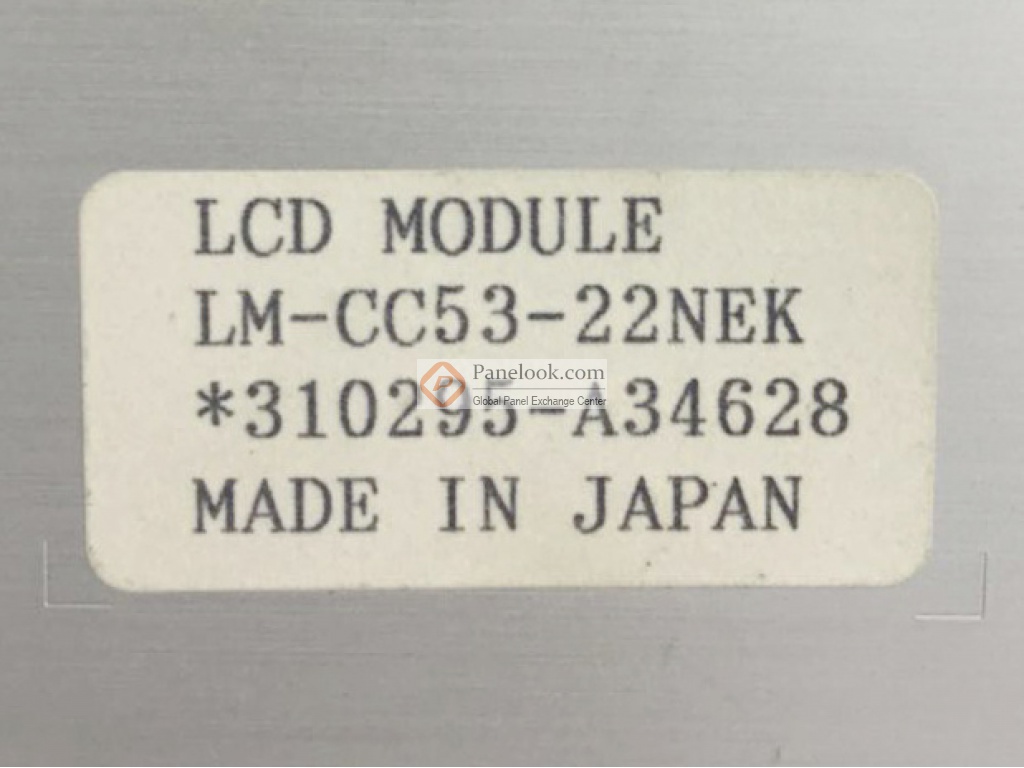 LCD MODULE
LM-CC53-22NEK
*310295-A34628
MADE IN JAPAN
Panelook.com
Global Panel Exchange Center